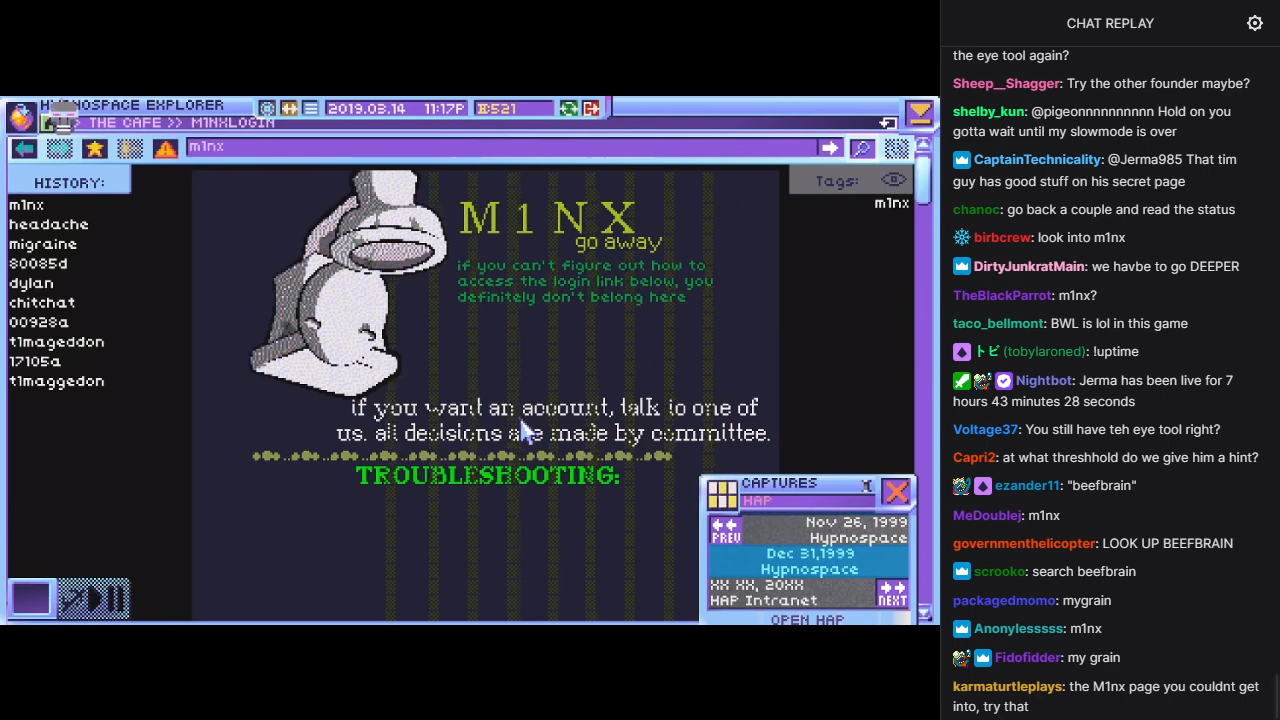 HYPNOSPACE EXPLORER
2019.03.14 11:17P
521
THE CAFE >> M1NXLOGIN
m1nx
HISTORY:
m1nx
headache
migraine
80085d
dylan
chitchat
00928a
t1mageddon
17105a
t1maggedon
Tags:
m1nx
M1NX
go away
if you can't figure out how to
access the login link below, you
definitely don't belong here
if you want an account, talk to one of
us. all decisions are made by committee.
TROUBLESHOOTING:
CAPTURES
HAP
PREV
Nov 26, 1999
Hypnospace
Dec 31,1999
Hypnospace
XX XX, 20XX
HAP Intranet
NEXT
OPEN HAP
CHAT REPLAY
the eye tool again?
Sheep__Shagger: Try the other founder maybe?
shelby_kun: @pigeonnnnnnnnn Hold on you
gotta wait until my slowmode is over
CaptainTechnicality: @Jerma985 That tim
guy has good stuff on his secret page
chanoc: go back a couple and read the status
birbcrew: look into m1nx
DirtyJunkratMain: we havbe to go DEEPER
TheBlackParrot: m1nx?
taco_bellmont: BWL is lol in this game
トビ (tobylaroned): !uptime
Nightbot: Jerma has been live for 7
hours 43 minutes 28 seconds
Voltage37: You still have teh eye tool right?
Capri2: at what threshhold do we give him a hint?
ezander11: "beefbrain"
MeDoublej: m1nx
governmenthelicopter: LOOK UP BEEFBRAIN
scrooko: search beefbrain
packagedmomo: mygrain
Anonylesssss: m1nx
Fidofidder: my grain
karmaturtleplays: the M1nx page you couldnt get
into, try that